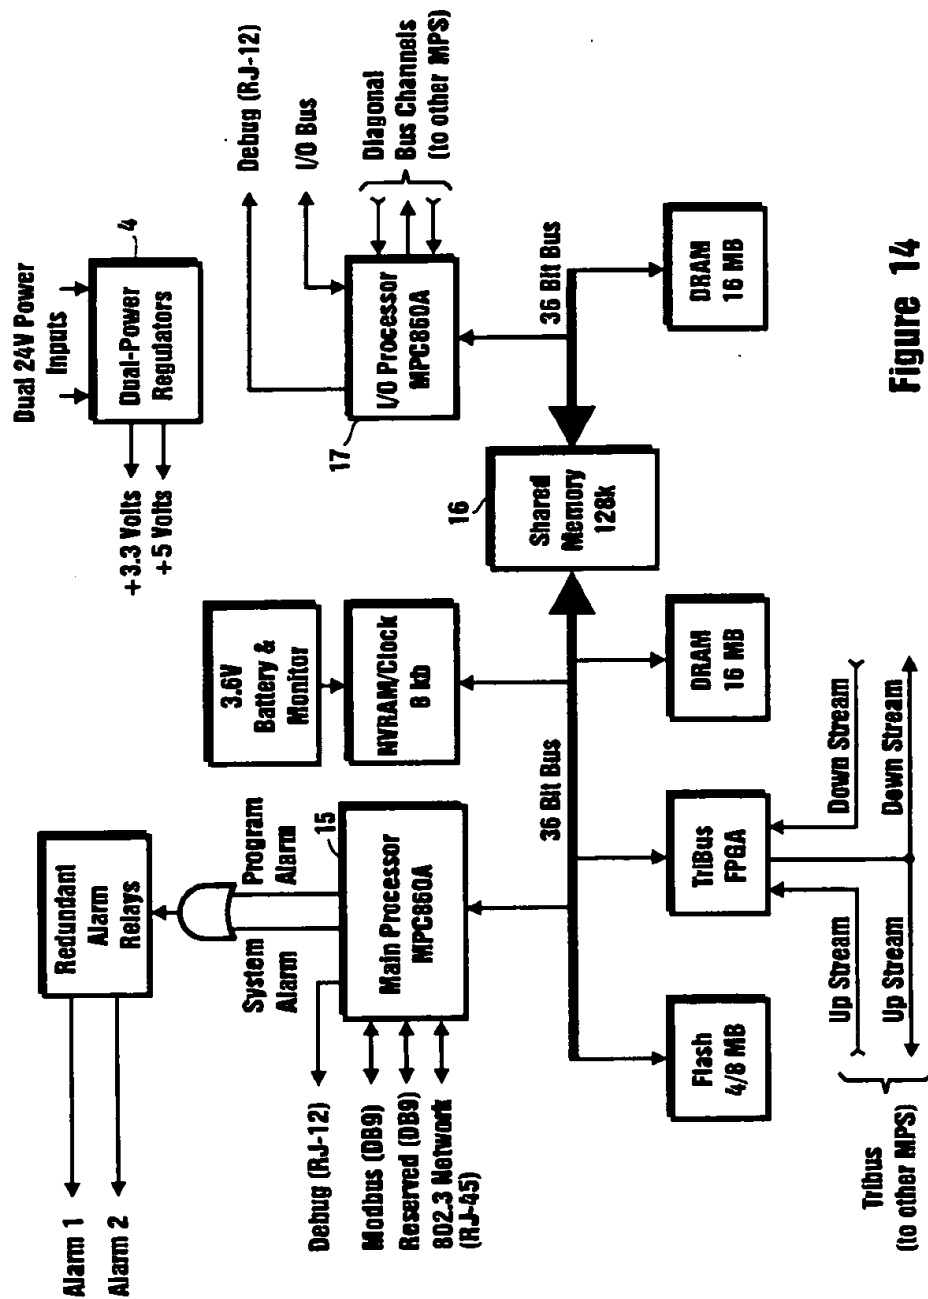 Alarm 1
Alarm 2
Redundant
Alarm
Relays
System
Alarm
Program
Alarm
15
Debug (RJ-12)
Modbus (DB9)
Reserved (DB9)
802.3 Network
(RJ-45)
Main Processor
MPC860A
3.6V
Battery &
Monitor
NVRAM/Clock
8 kb
Dual 24V Power
Inputs
4
Dual-Power
Regulators
+3.3 Volts
+5 Volts
Debug (RJ-12)
I/O Bus
Diagonal
Bus Channels
(to other MPS)
17
I/O Processor
MPC860A
36 Bit Bus
36 Bit Bus
16
Shared
Memory
128k
Flash
4/8 MB
TriBus
FPGA
DRAM
16 MB
DRAM
16 MB
Up Stream
Down Stream
Up Stream
Down Stream
Tribus
(to other MPS)
Figure 14